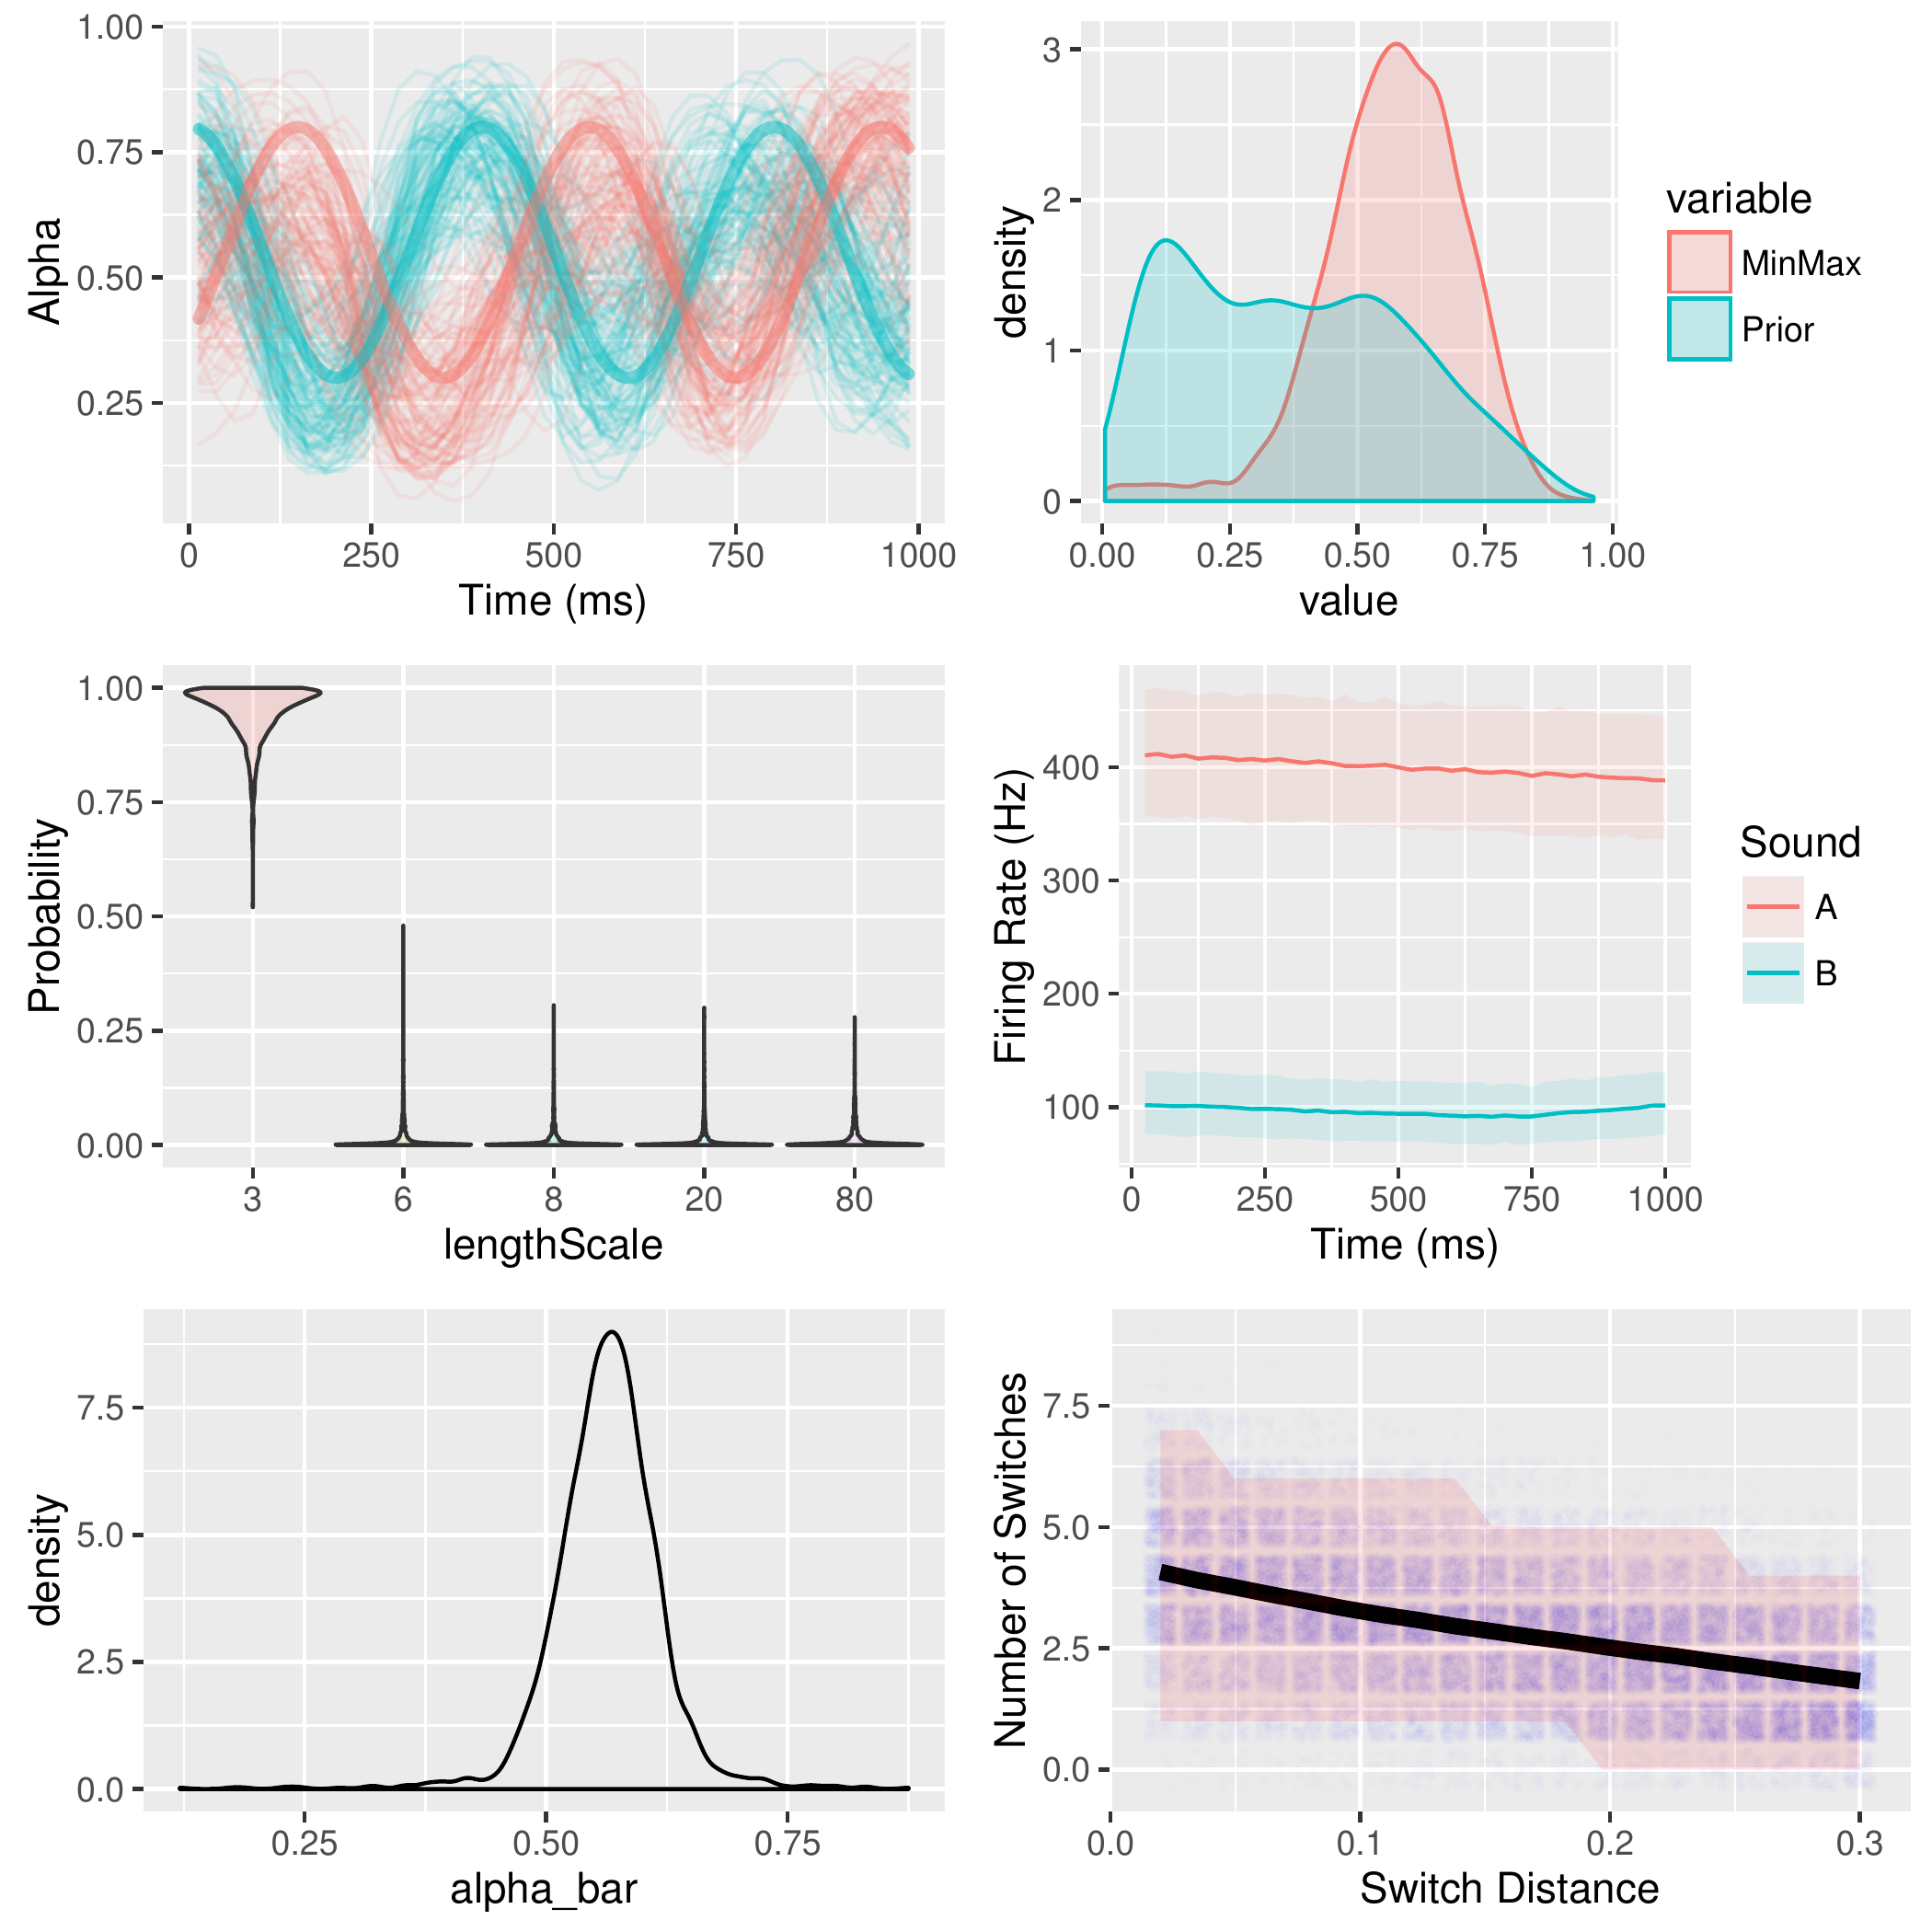 1.00
0.75
0.50
0.25
Alpha
0
250
500
750
1000
Time (ms)
3
2
1
0
density
0.00
0.25
0.50
0.75
1.00
value
variable
MinMax
Prior
1.00
0.75
0.50
0.25
0.00
Probability
3
6
8
20
80
lengthScale
400
300
200
100
Firing Rate (Hz)
0
250
500
750
1000
Time (ms)
Sound
A
B
7.5
5.0
2.5
0.0
density
0.25
0.50
0.75
alpha_bar
7.5
5.0
2.5
0.0
Number of Switches
0.0
0.1
0.2
0.3
Switch Distance